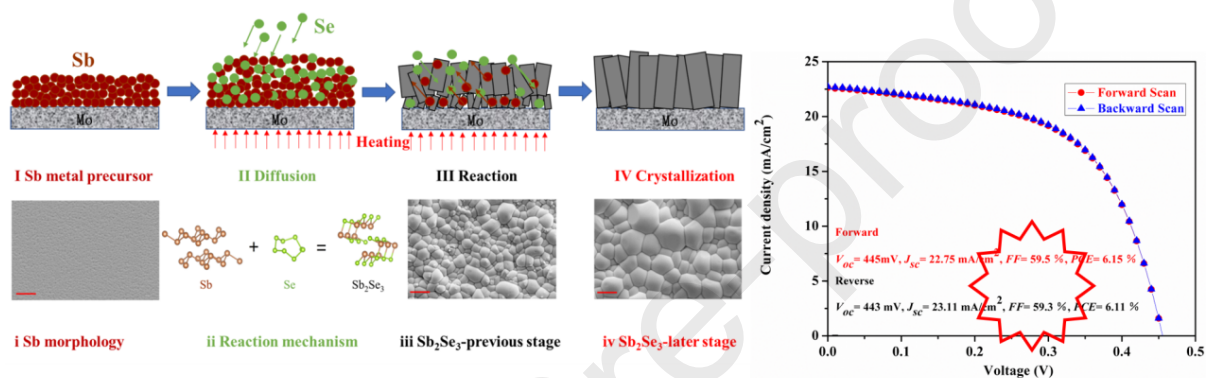 Sb
Se
Mo
Mo
Mo
Mo
Heating
I Sb metal precursor
II Diffusion
III Reaction
IV Crystallization
+
=
Sb
Se
Sb2Se3
i Sb morphology
ii Reaction mechanism
iii Sb2Se3-previous stage
iv Sb2Se3-later stage
Current density (mA/cm2)
25
20
15
10
5
0
Forward Scan
Backward Scan
Forward
Voc= 445mV, Jsc= 22.75 mA/cm2, FF= 59.5 %, PCE= 6.15 %
Reverse
Voc= 443 mV, Jsc= 23.11 mA/cm2, FF= 59.3 %, PCE= 6.11 %
0.0 0.1 0.2 0.3 0.4 0.5
Voltage (V)